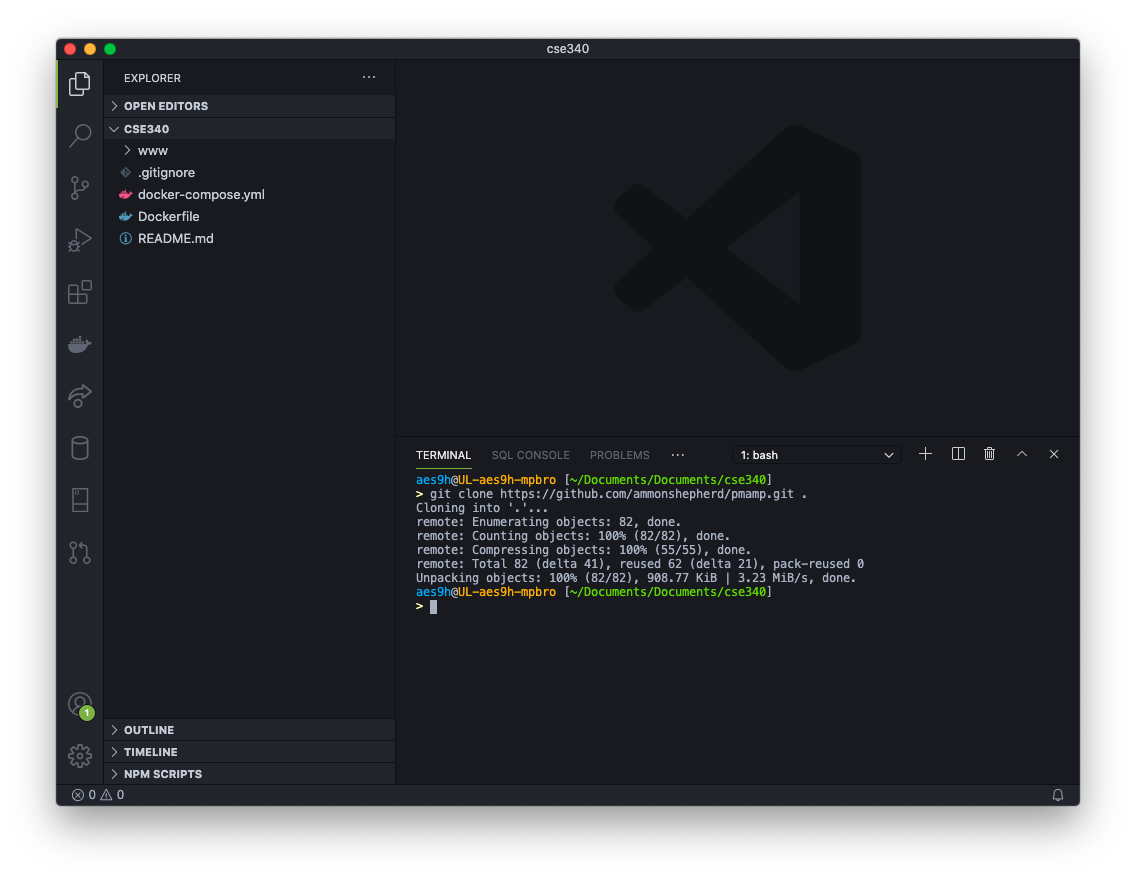 cse340
EXPLORER
OPEN EDITORS
CSE340
www
.gitignore
docker-compose.yml
Dockerfile
README.md
TERMINAL SQL CONSOLE PROBLEMS ··· 1: bash
aes9h@UL-aes9h-mpbro [~/Documents/Documents/cse340]
> git clone https://github.com/ammonshepherd/pmamp.git .
Cloning into '.'...
remote: Enumerating objects: 82, done.
remote: Counting objects: 100% (82/82), done.
remote: Compressing objects: 100% (55/55), done.
remote: Total 82 (delta 41), reused 62 (delta 21), pack-reused 0
Unpacking objects: 100% (82/82), 908.77 KiB | 3.23 MiB/s, done.
aes9h@UL-aes9h-mpbro [~/Documents/Documents/cse340]
>
1
OUTLINE
TIMELINE
NPM SCRIPTS
0 0